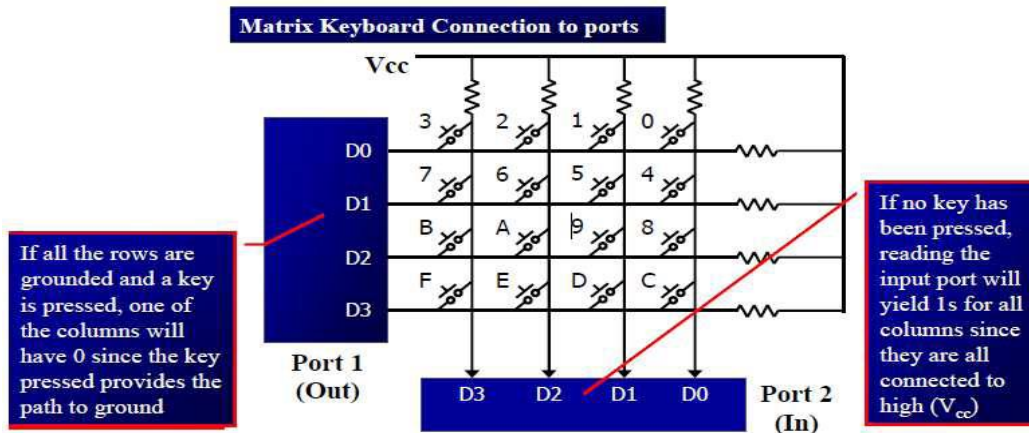 Matrix Keyboard Connection to ports
Vcc
3 2 1 0
D0
7 6 5 4
D1
B A 9 8
D2
F E D C
D3
Port 1
(Out)
D3 D2 D1 D0
Port 2
(In)
If all the rows are
grounded and a key
is pressed, one of
the columns will
have 0 since the key
pressed provides the
path to ground
If no key has
been pressed,
reading the
input port will
yield 1s for all
columns since
they are all
connected to
high (Vcc)